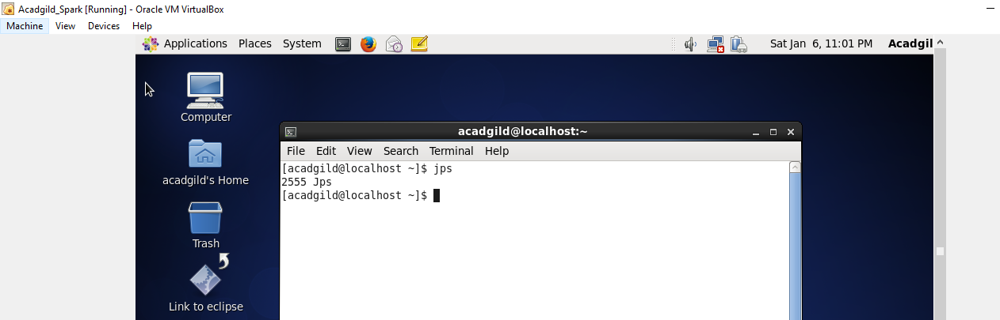 Acadgild_Spark [Running] - Oracle VM VirtualBox
Machine View Devices Help
Applications Places System Sat Jan 6, 11:01 PM Acadgil
Computer
acadgild@localhost:~
File Edit View Search Terminal Help
[acadgild@localhost ~]$ jps
2555 Jps
[acadgild@localhost ~]$
acadgild's Home
Trash
Link to eclipse